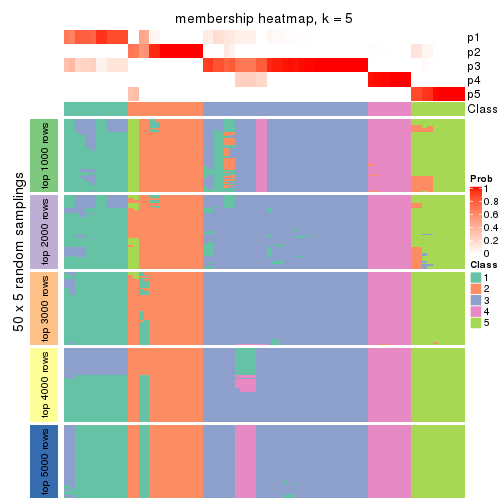 membership heatmap, k = 5
p1
p2
p3
p4
p5
Class
50 x 5 random samplings
top 1000 rows
top 2000 rows
top 3000 rows
top 4000 rows
top 5000 rows
Prob
1
0.8
0.6
0.4
0.2
0
Class
1
2
3
4
5